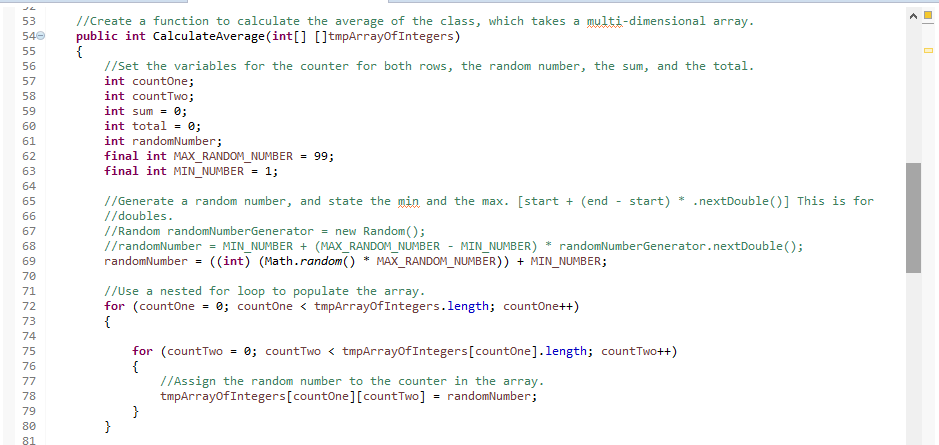 53 //Create a function to calculate the average of the class, which takes a multi-dimensional array.
54 public int CalculateAverage(int[] []tmpArrayOfIntegers)
55 {
56 //Set the variables for the counter for both rows, the random number, the sum, and the total.
57 int countOne;
58 int countTwo;
59 int sum = 0;
60 int total = 0;
61 int randomNumber;
62 final int MAX_RANDOM_NUMBER = 99;
63 final int MIN_NUMBER = 1;
64
65 //Generate a random number, and state the min and the max. [start + (end - start) * .nextDouble()] This is for
66 //doubles.
67 //Random randomNumberGenerator = new Random();
68 //randomNumber = MIN_NUMBER + (MAX_RANDOM_NUMBER - MIN_NUMBER) * randomNumberGenerator.nextDouble();
69 randomNumber = ((int) (Math.random() * MAX_RANDOM_NUMBER)) + MIN_NUMBER;
70
71 //Use a nested for loop to populate the array.
72 for (countOne = 0; countOne < tmpArrayOfIntegers.length; countOne++)
73 {
74
75 for (countTwo = 0; countTwo < tmpArrayOfIntegers[countOne].length; countTwo++)
76 {
77 //Assign the random number to the counter in the array.
78 tmpArrayOfIntegers[countOne][countTwo] = randomNumber;
79 }
80 }
81